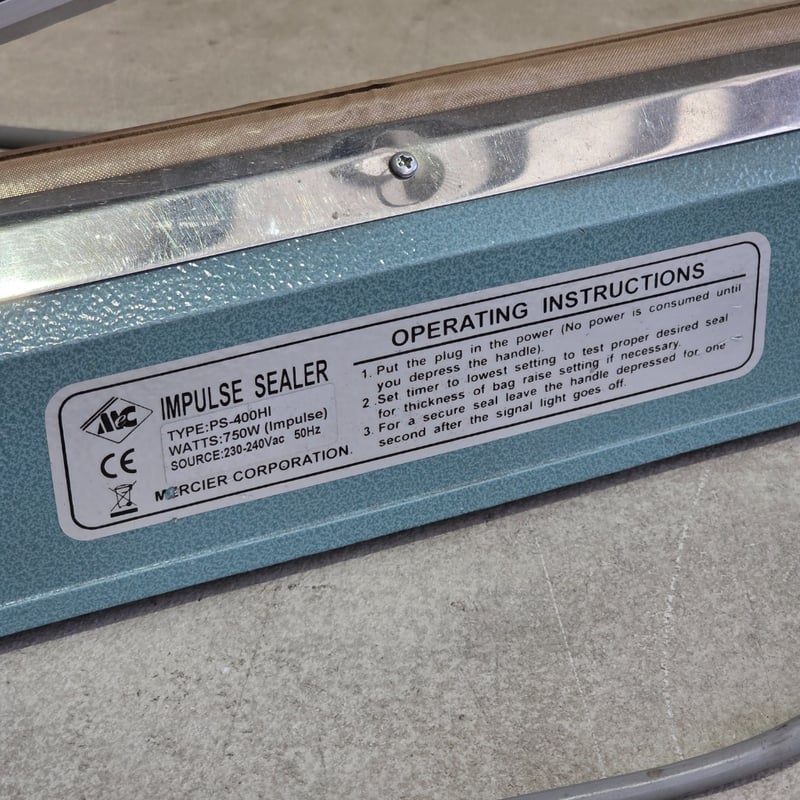 MEC
CE
IMPULSE SEALER
TYPE:PS-400HI
WATTS:750W (Impulse)
SOURCE:230-240Vac 50Hz
MERCIER CORPORATION.
OPERATING INSTRUCTIONS
1. Put the plug in the power (No power is consumed until
you depress the handle).
2. Set timer to lowest setting to test proper desired seal
for thickness of bag raise setting if necessary.
3. For a secure seal leave the handle depressed for one
second after the signal light goes off.